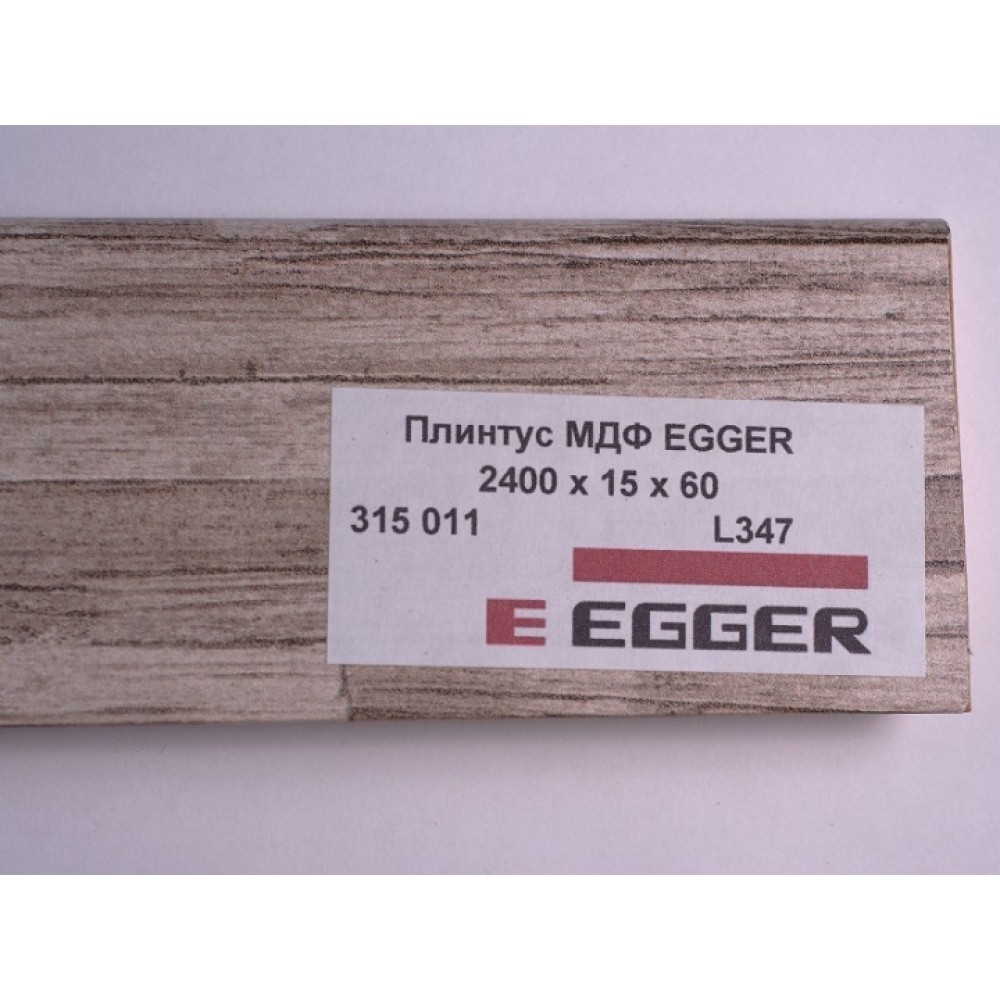 Плинтус МДФ EGGER
2400 x 15 x 60
315 011 L347
E EGGER